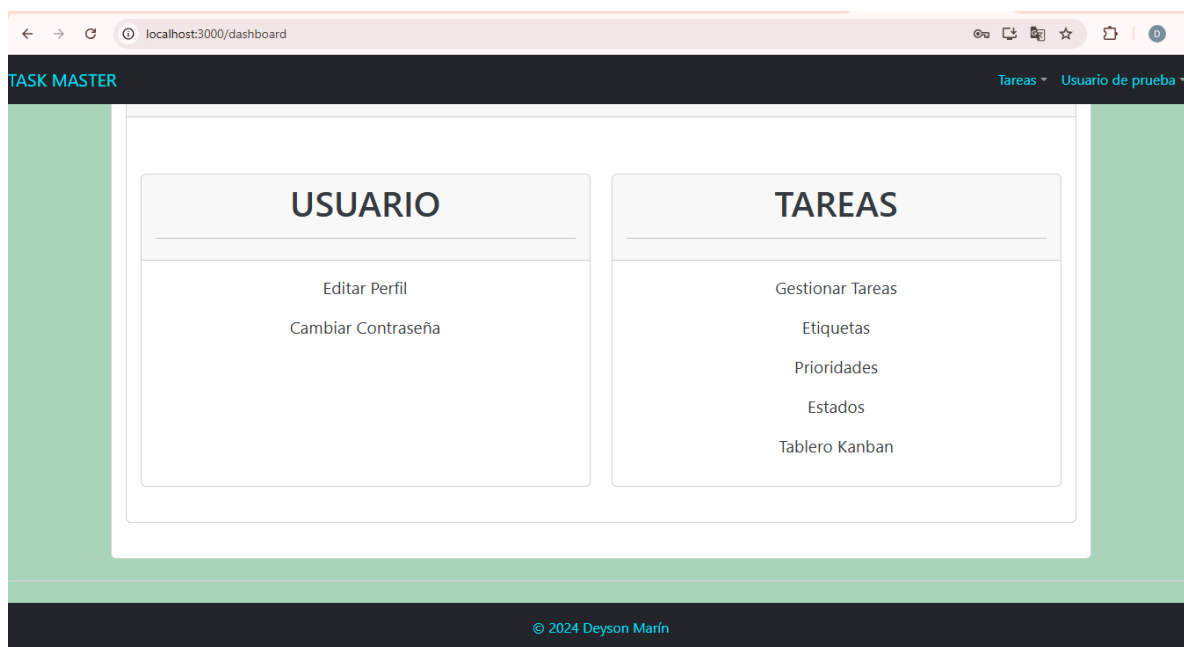 localhost:3000/dashboard
D
TASK MASTER
Tareas Usuario de prueba
USUARIO
Editar Perfil
Cambiar Contraseña
TAREAS
Gestionar Tareas
Etiquetas
Prioridades
Estados
Tablero Kanban
© 2024 Deyson Marín